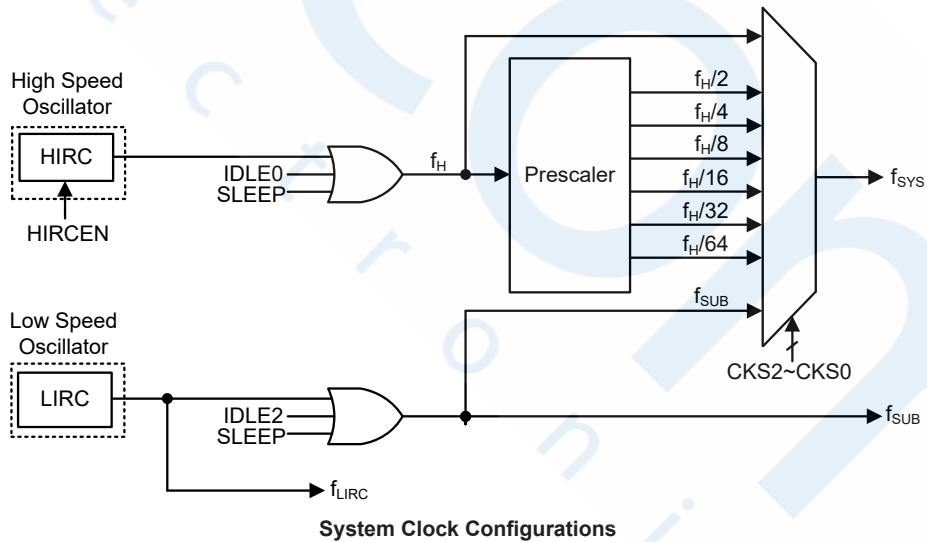 High Speed
Oscillator
HIRC
HIRCEN
IDLE0
SLEEP
fH
Prescaler
fH/2
fH/4
fH/8
fH/16
fH/32
fH/64
fSUB
fSYS
CKS2~CKS0
Low Speed
Oscillator
LIRC
IDLE2
SLEEP
fSUB
fLIRC
System Clock Configurations